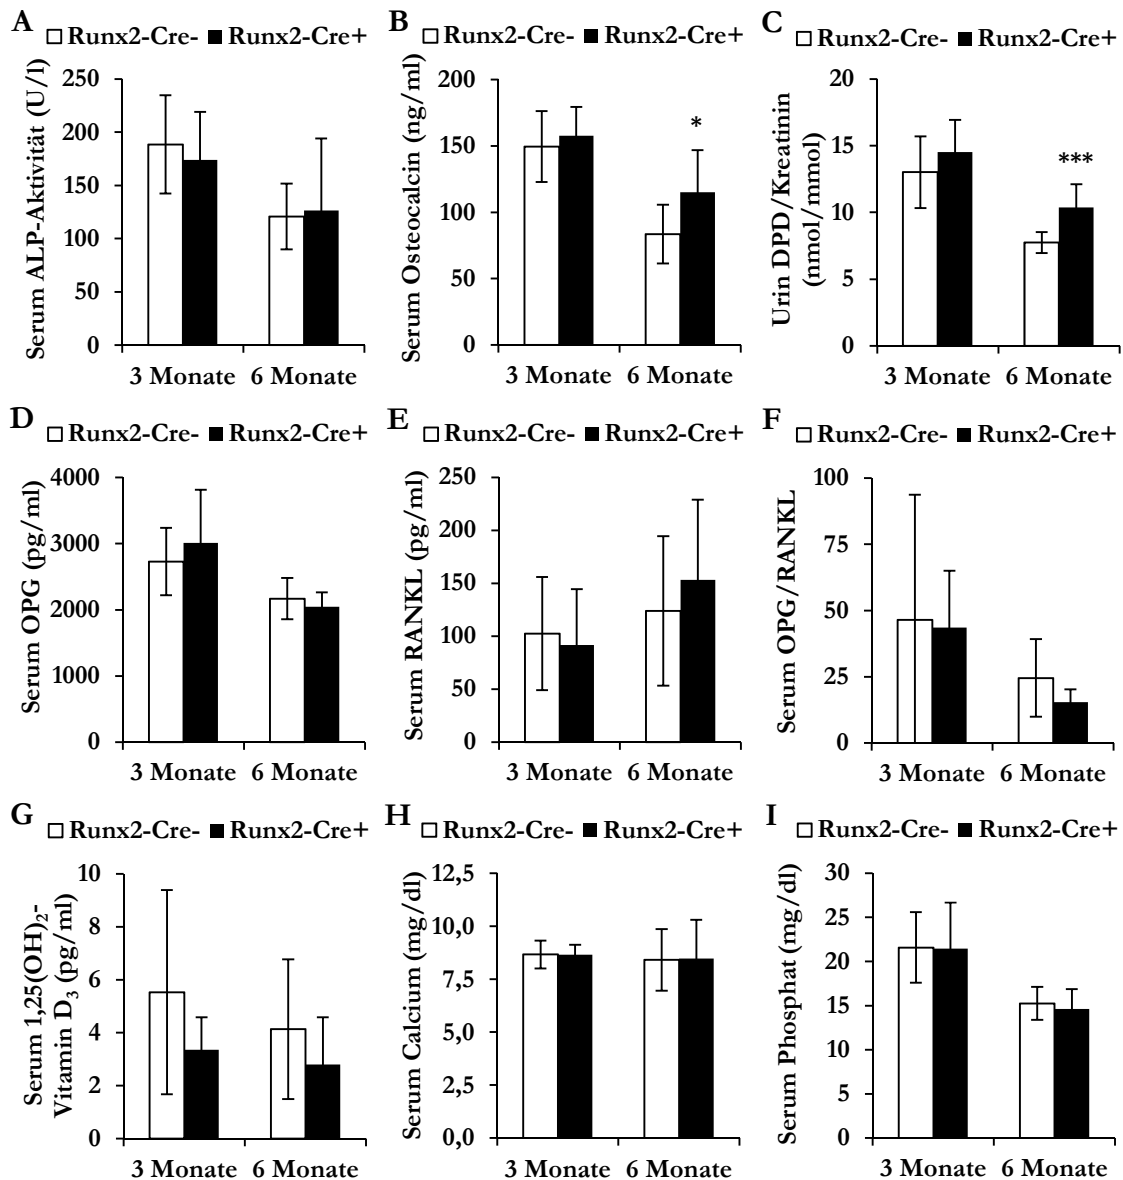 A
Runx2-Cre- Runx2-Cre+
Serum ALP-Aktivität (U/l)
250
200
150
100
50
0
3 Monate 6 Monate
B
Runx2-Cre- Runx2-Cre+
Serum Osteocalcin (ng/ml)
200
150
100
50
0
*
3 Monate 6 Monate
C
Runx2-Cre- Runx2-Cre+
Urin DPD/Kreatinin
(nmol/mmol)
20
15
10
5
0
***
3 Monate 6 Monate
D
Runx2-Cre- Runx2-Cre+
Serum OPG (pg/ml)
4000
3000
2000
1000
0
3 Monate 6 Monate
E
Runx2-Cre- Runx2-Cre+
Serum RANKL (pg/ml)
250
200
150
100
50
0
3 Monate 6 Monate
F
Runx2-Cre- Runx2-Cre+
Serum OPG/RANKL
100
75
50
25
0
3 Monate 6 Monate
G
Runx2-Cre- Runx2-Cre+
Serum 1,25(OH)₂-
Vitamin D₃ (pg/ml)
10
8
6
4
2
0
3 Monate 6 Monate
H
Runx2-Cre- Runx2-Cre+
Serum Calcium (mg/dl)
12,5
10,0
7,5
5,0
2,5
0,0
3 Monate 6 Monate
I
Runx2-Cre- Runx2-Cre+
Serum Phosphat (mg/dl)
30
25
20
15
10
5
0
3 Monate 6 Monate